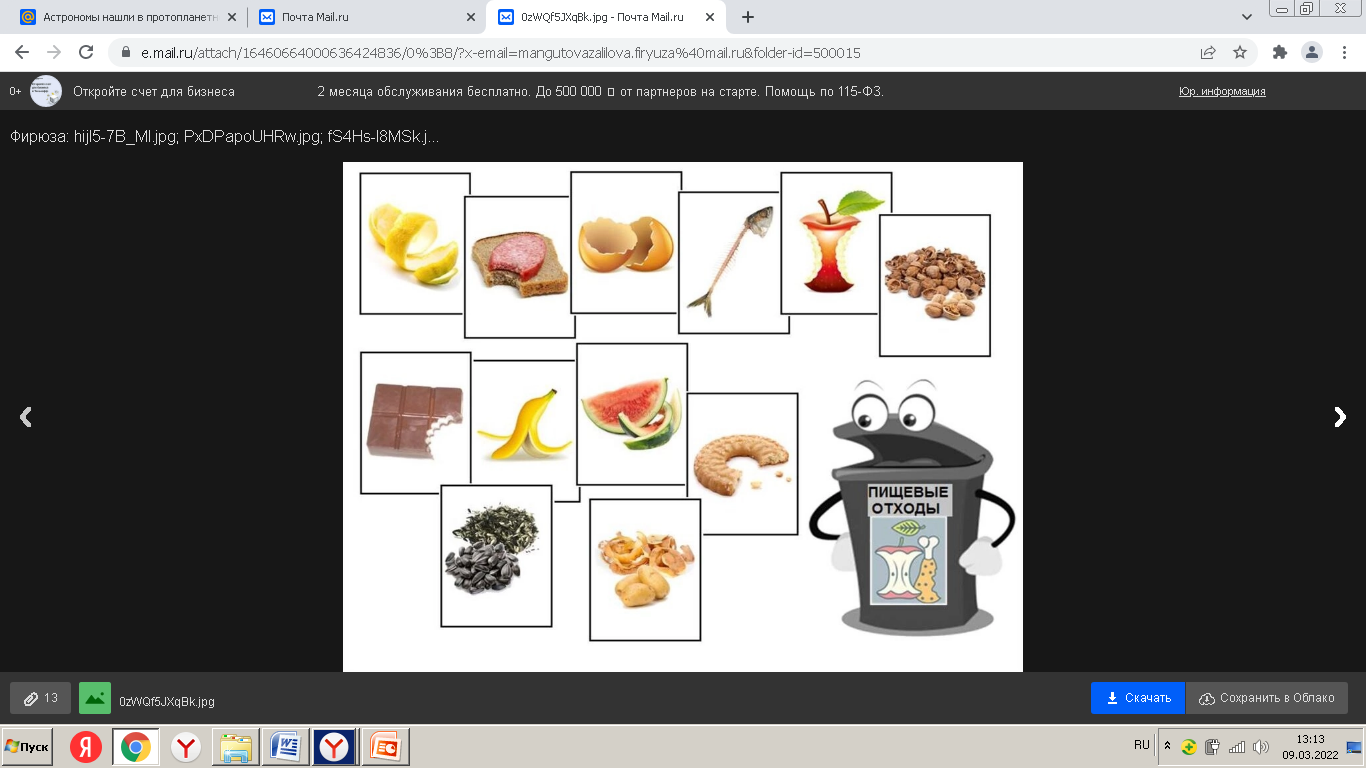 Астрономы нашли в протопланетн
Почта Mail.ru
0zWQf5JXqBk.jpg - Почта Mail.ru
e.mail.ru/attach/16460664000636424836/0%3B8/?x-email=mangutovazalilova.firyuza%40mail.ru&folder-id=500015
0+
Откройте счет для бизнеса
2 месяца обслуживания бесплатно. До 500 000 □ от партнеров на старте. Помощь по 115-ФЗ.
Юр. информация
Фирюза: hijl5-7B_MI.jpg; PxDPapoUHRw.jpg; fS4Hs-I8MSk.j...
ПИЩЕВЫЕ
ОТХОДЫ
13
0zWQf5JXqBk.jpg
Скачать
Сохранить в Облако
Пуск
RU
13:13
09.03.2022